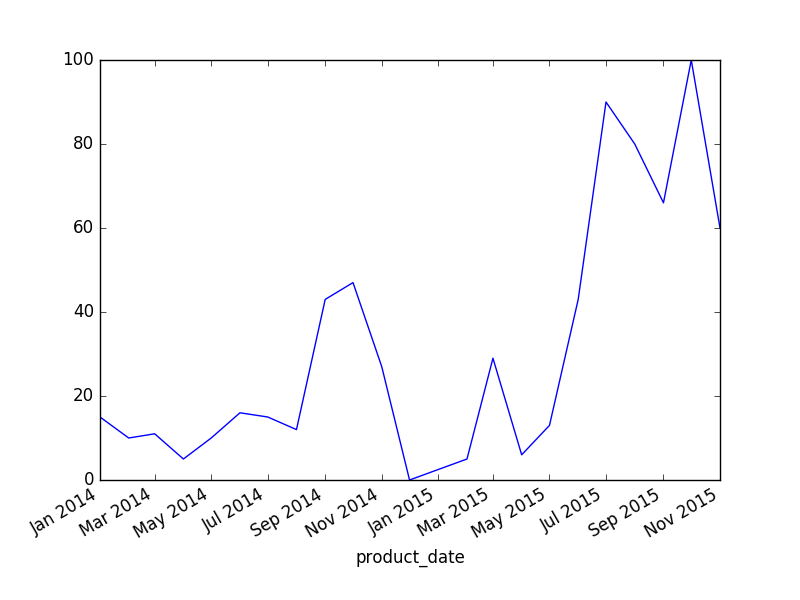 100
80
60
40
20
0
Jan 2014
Mar 2014
May 2014
Jul 2014
Sep 2014
Nov 2014
Jan 2015
Mar 2015
May 2015
Jul 2015
Sep 2015
Nov 2015
product_date